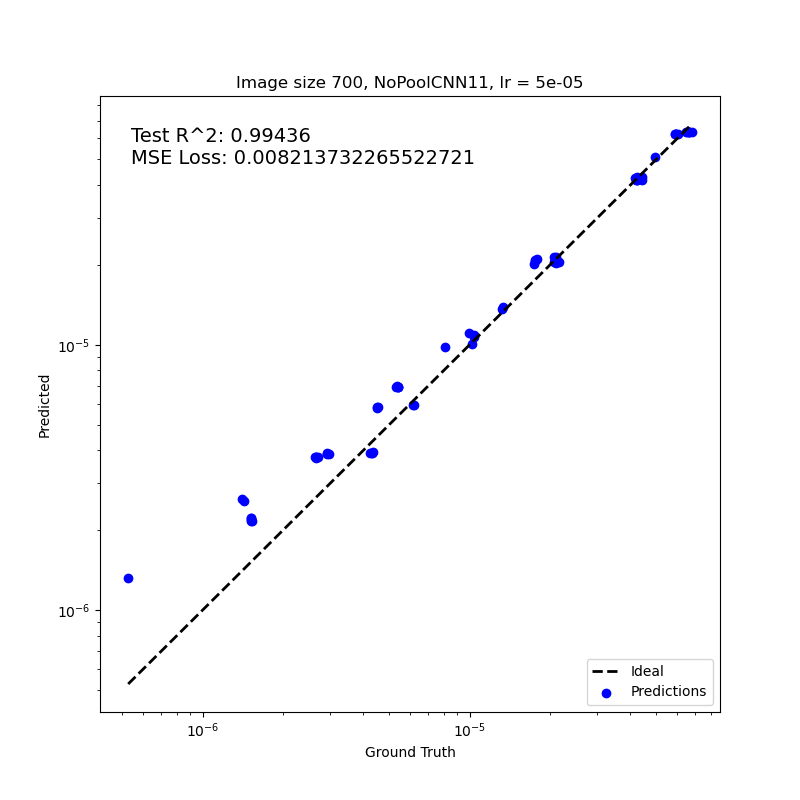 Image size 700, NoPoolCNN11, lr = 5e-05
Test R^2: 0.99436
MSE Loss: 0.008213732265522721
Predicted
10⁻⁵
10⁻⁶
Ideal
Predictions
10⁻⁶ 10⁻⁵
Ground Truth